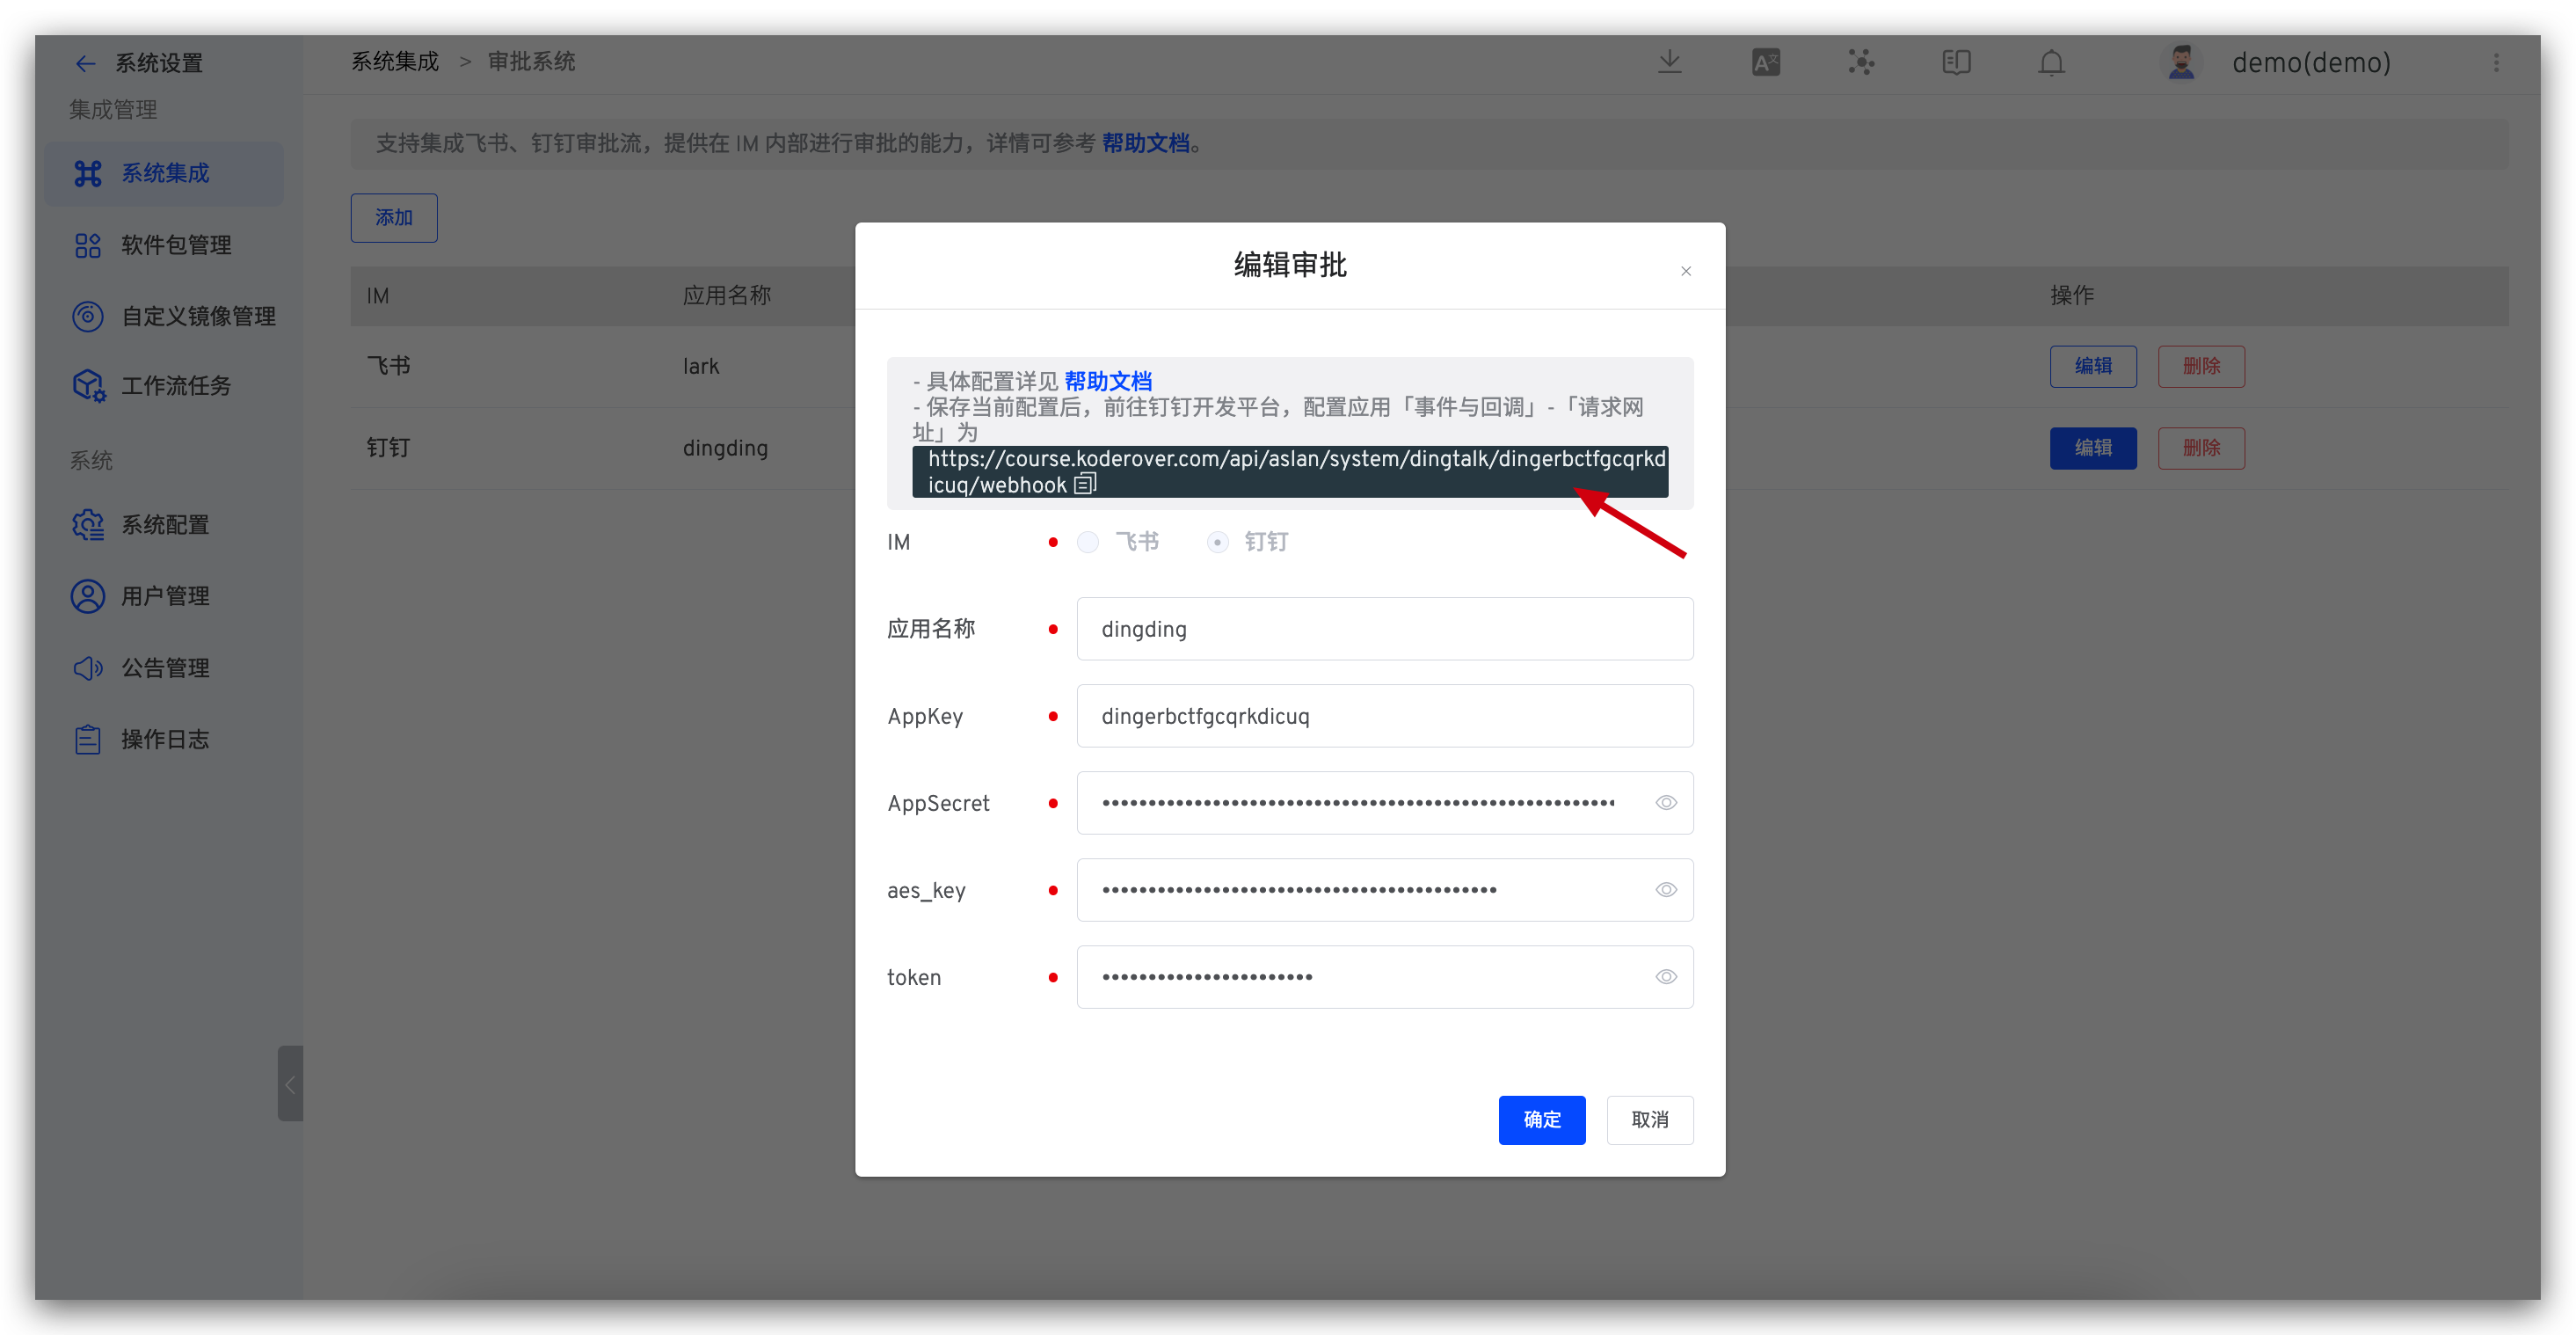 系统设置
集成管理
系统集成
软件包管理
自定义镜像管理
工作流任务
系统
系统配置
用户管理
公告管理
操作日志
系统集成 > 审批系统
demo(demo)
支持集成飞书、钉钉审批流，提供在 IM 内部进行审批的能力，详情可参考 帮助文档。
添加
IM 应用名称 操作
飞书 lark 编辑 删除
钉钉 dingding 编辑 删除
编辑审批
- 具体配置详见 帮助文档
- 保存当前配置后，前往钉钉开发平台，配置应用「事件与回调」-「请求网
址」为
https://course.koderover.com/api/aslan/system/dingtalk/dingerbctfgcqrkd
icuq/webhook
IM 飞书 钉钉
应用名称 dingding
AppKey dingerbctfgcqrkdicuq
AppSecret
aes_key
token
确定 取消